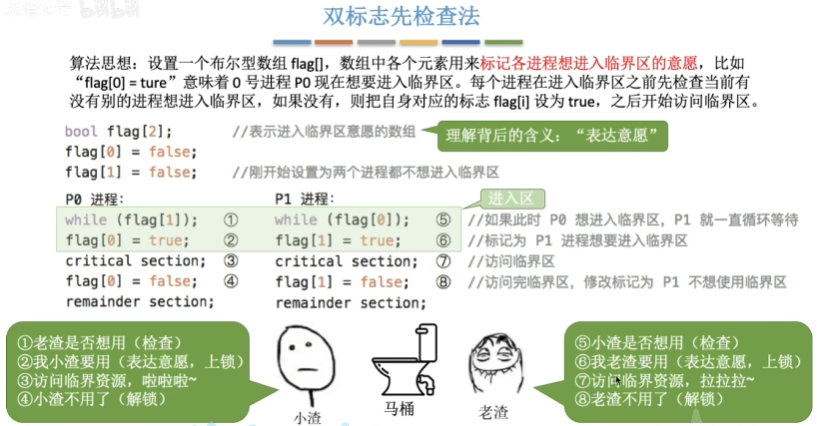 双标志先检查法
算法思想：设置一个布尔型数组 flag[]，数组中各个元素用来标记各进程想进入临界区的意愿，比如
“flag[0] = ture”意味着 0 号进程 P0 现在想要进入临界区。每个进程在进入临界区之前先检查当前有
没有别的进程想进入临界区，如果没有，则把自身对应的标志 flag[i] 设为 true，之后开始访问临界区。
bool flag[2]; //表示进入临界区意愿的数组
理解背后的含义：“表达意愿”
flag[0] = false;
flag[1] = false; //刚开始设置为两个进程都不想进入临界区
P0 进程： P1 进程： 进入区
while (flag[1]); ① while (flag[0]); ⑤ //如果此时 P0 想进入临界区，P1 就一直循环等待
flag[0] = true; ② flag[1] = true; ⑥ //标记为 P1 进程想要进入临界区
critical section; ③ critical section; ⑦ //访问临界区
flag[0] = false; ④ flag[1] = false; ⑧ //访问完临界区，修改标记为 P1 不想使用临界区
remainder section; remainder section;
①老渣是否想用（检查）
②我小渣要用（表达意愿，上锁）
③访问临界资源，啦啦啦~
④小渣不用了（解锁）
小渣
马桶
老渣
⑤小渣是否想用（检查）
⑥我老渣要用（表达意愿，上锁）
⑦访问临界资源，拉拉拉~
⑧老渣不用了（解锁）